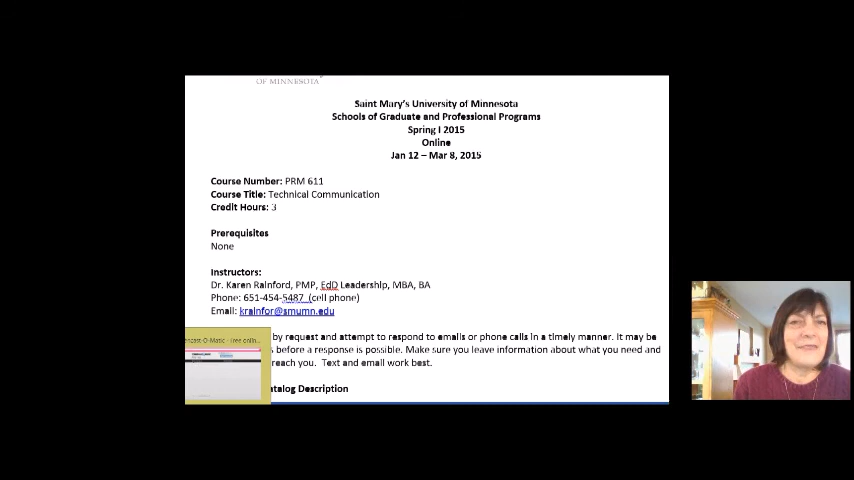 OF MINNESOTA
Saint Mary's University of Minnesota
Schools of Graduate and Professional Programs
Spring I 2015
Online
Jan 12 – Mar 8, 2015
Course Number: PRM 611
Course Title: Technical Communication
Credit Hours: 3
Prerequisites
None
Instructors:
Dr. Karen Rainford, PMP, EdD Leadership, MBA, BA
Phone: 651-454-5487 (cell phone)
Email: krainfor@smumn.edu
encast-O-Matic - Free onlin...
by request and attempt to respond to emails or phone calls in a timely manner. It may be
before a response is possible. Make sure you leave information about what you need and
reach you. Text and email work best.
atalog Description